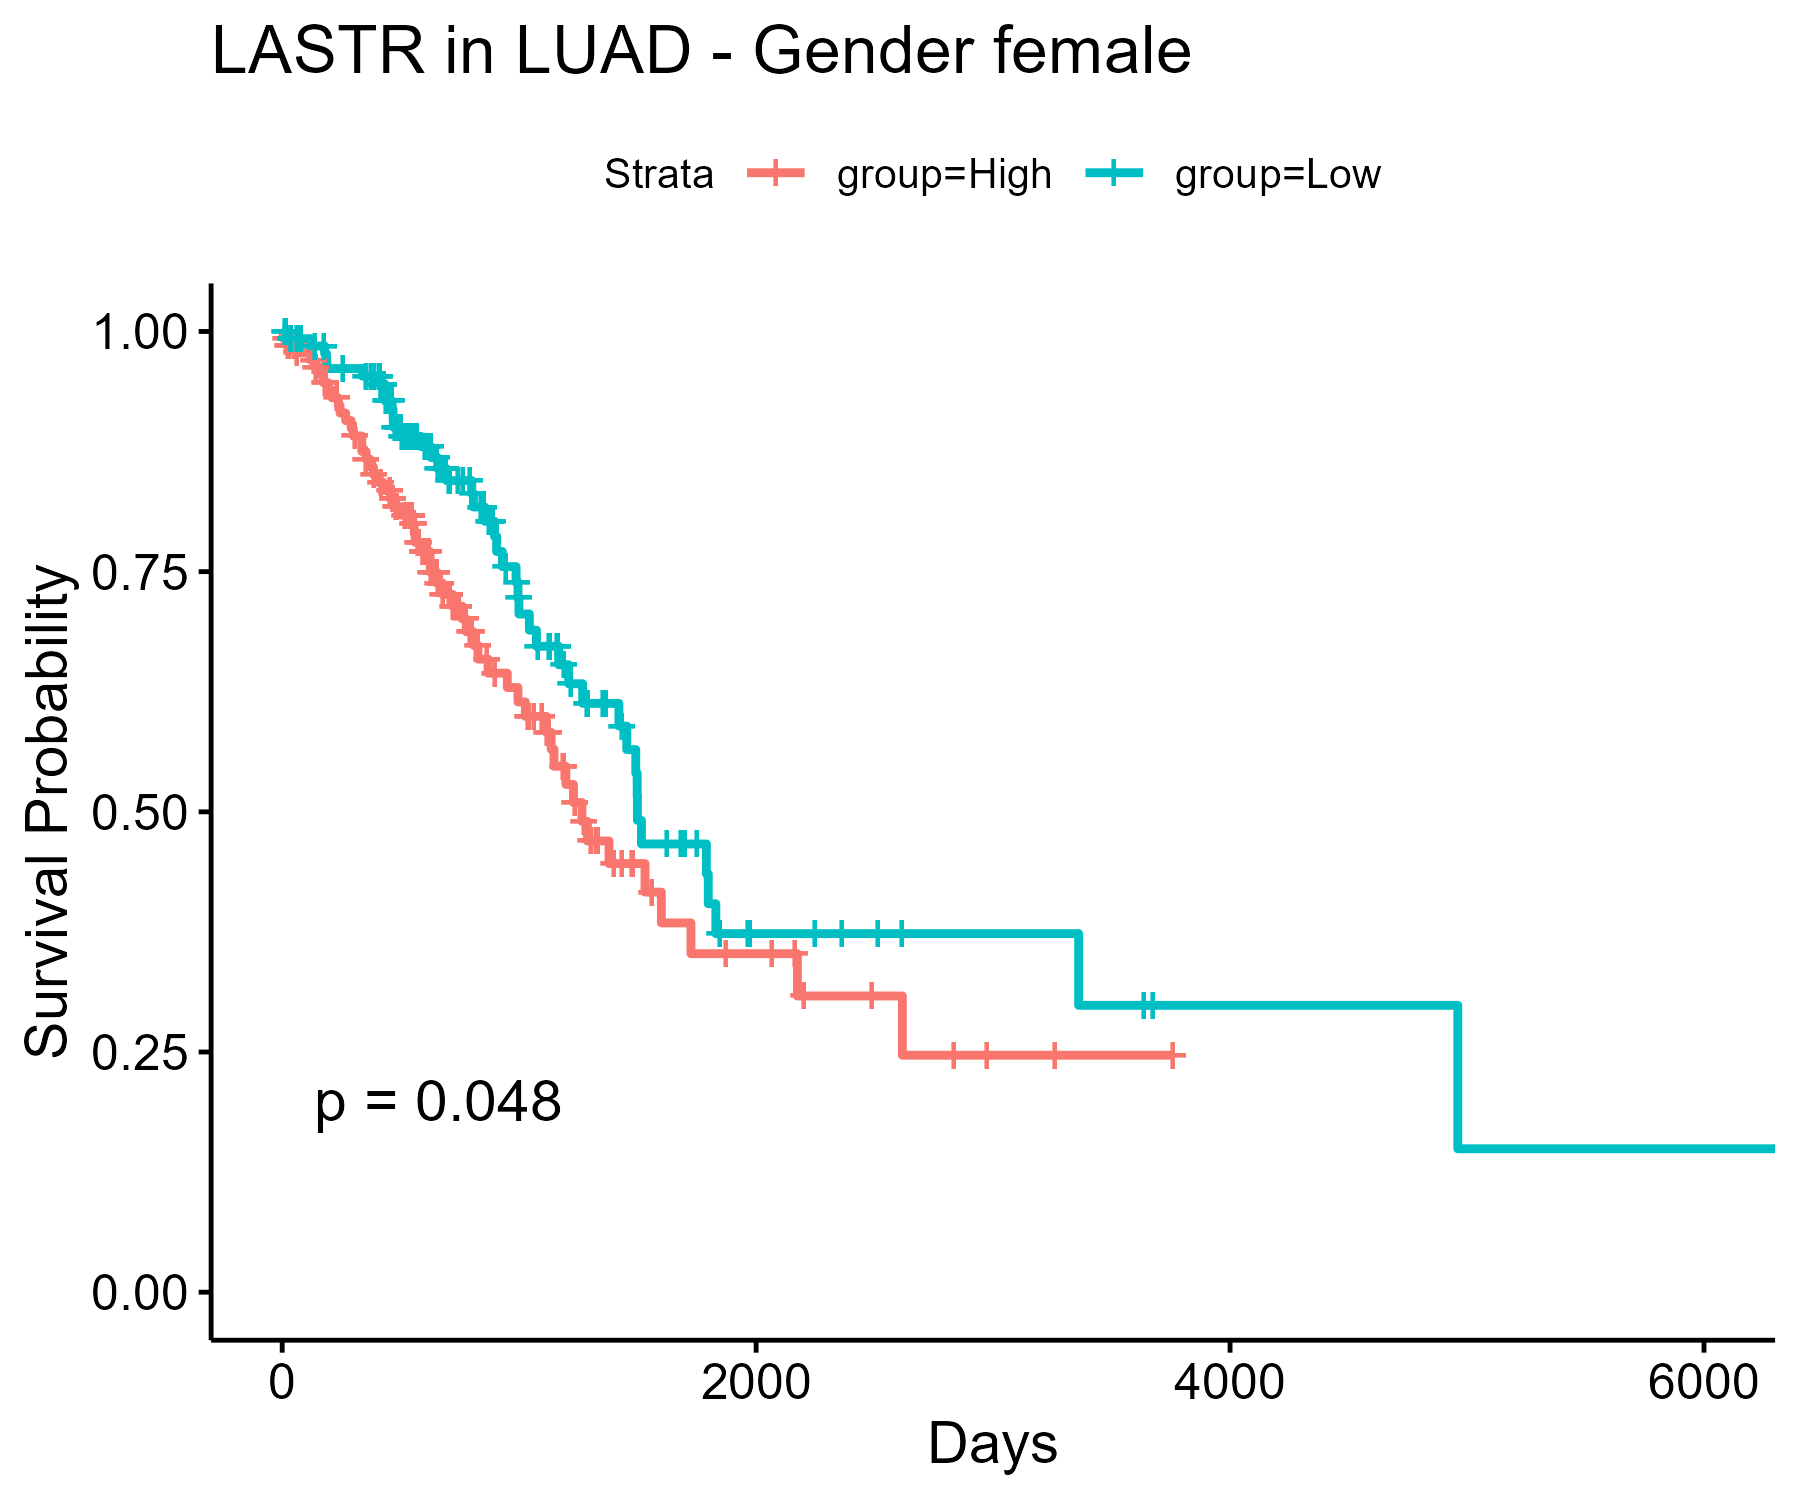 LASTR in LUAD - Gender female
Strata group=High group=Low
Survival Probability
1.00
0.75
0.50
0.25
0.00
p = 0.048
0 2000 4000 6000
Days